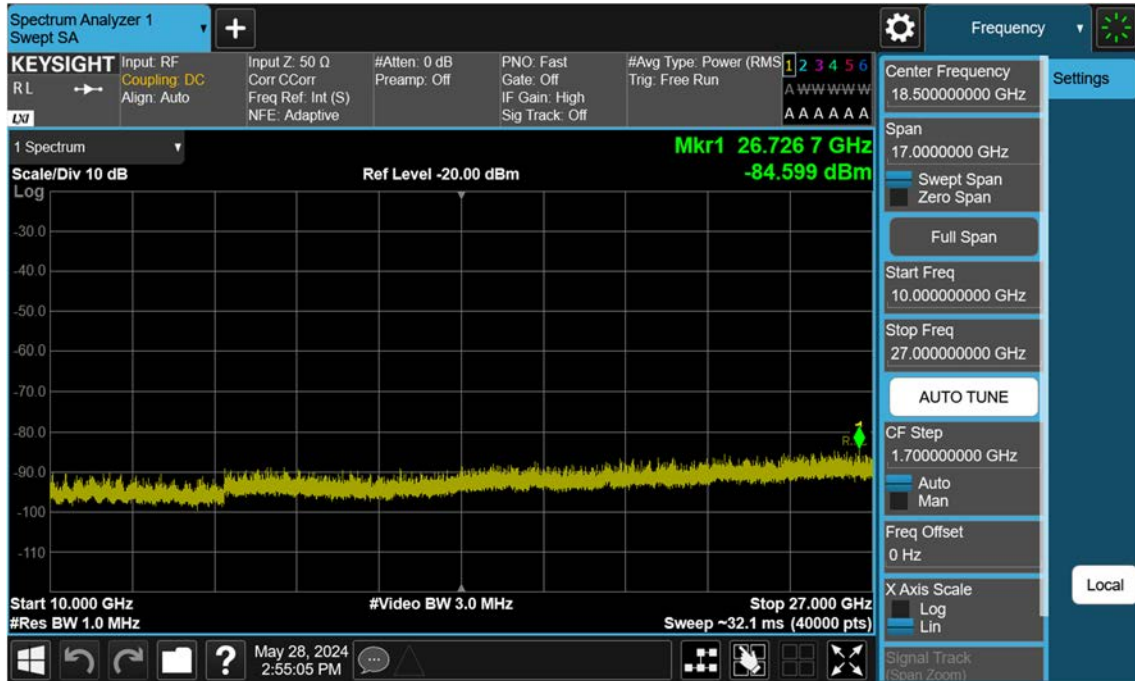 Spectrum Analyzer 1
Swept SA
Frequency
KEYSIGHT
R L
LXI
Input: RF
Coupling: DC
Align: Auto
Input Z: 50 Ω
Corr CCorr
Freq Ref: Int (S)
NFE: Adaptive
#Atten: 0 dB
Preamp: Off
PNO: Fast
Gate: Off
IF Gain: High
Sig Track: Off
#Avg Type: Power (RMS
Trig: Free Run
1 2 3 4 5 6
A W W W W W
A A A A A A
1 Spectrum
Mkr1 26.726 7 GHz
Scale/Div 10 dB
Ref Level -20.00 dBm
-84.599 dBm
Log
-30.0
-40.0
-50.0
-60.0
-70.0
-80.0
-90.0
-100
-110
1
Start 10.000 GHz
#Video BW 3.0 MHz
Stop 27.000 GHz
#Res BW 1.0 MHz
Sweep ~32.1 ms (40000 pts)
Center Frequency
18.500000000 GHz
Settings
Span
17.0000000 GHz
Swept Span
Zero Span
Full Span
Start Freq
10.000000000 GHz
Stop Freq
27.000000000 GHz
AUTO TUNE
CF Step
1.700000000 GHz
Auto
Man
Freq Offset
0 Hz
X Axis Scale
Log
Lin
Local
Signal Track
(Span Zoom)
?
May 28, 2024
2:55:05 PM